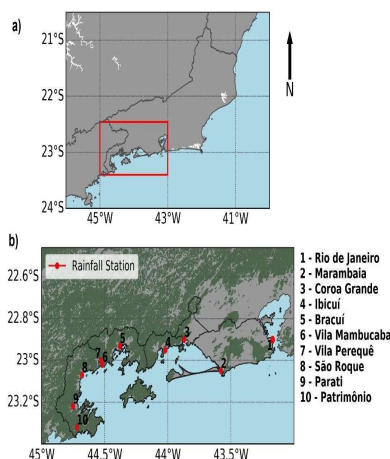 a)
21°S
22°S
23°S
24°S
45°W 43°W 41°W
N
b)
Rainfall Station
22.6°S
22.8°S
23°S
23.2°S
45°W 44.5°W 44°W 43.5°W
1
2
3
4
5
6
7
8
9
10
1 - Rio de Janeiro
2 - Marambaia
3 - Coroa Grande
4 - Ibicuí
5 - Bracuí
6 - Vila Mambucaba
7 - Vila Perequê
8 - São Roque
9 - Parati
10 - Patrimônio